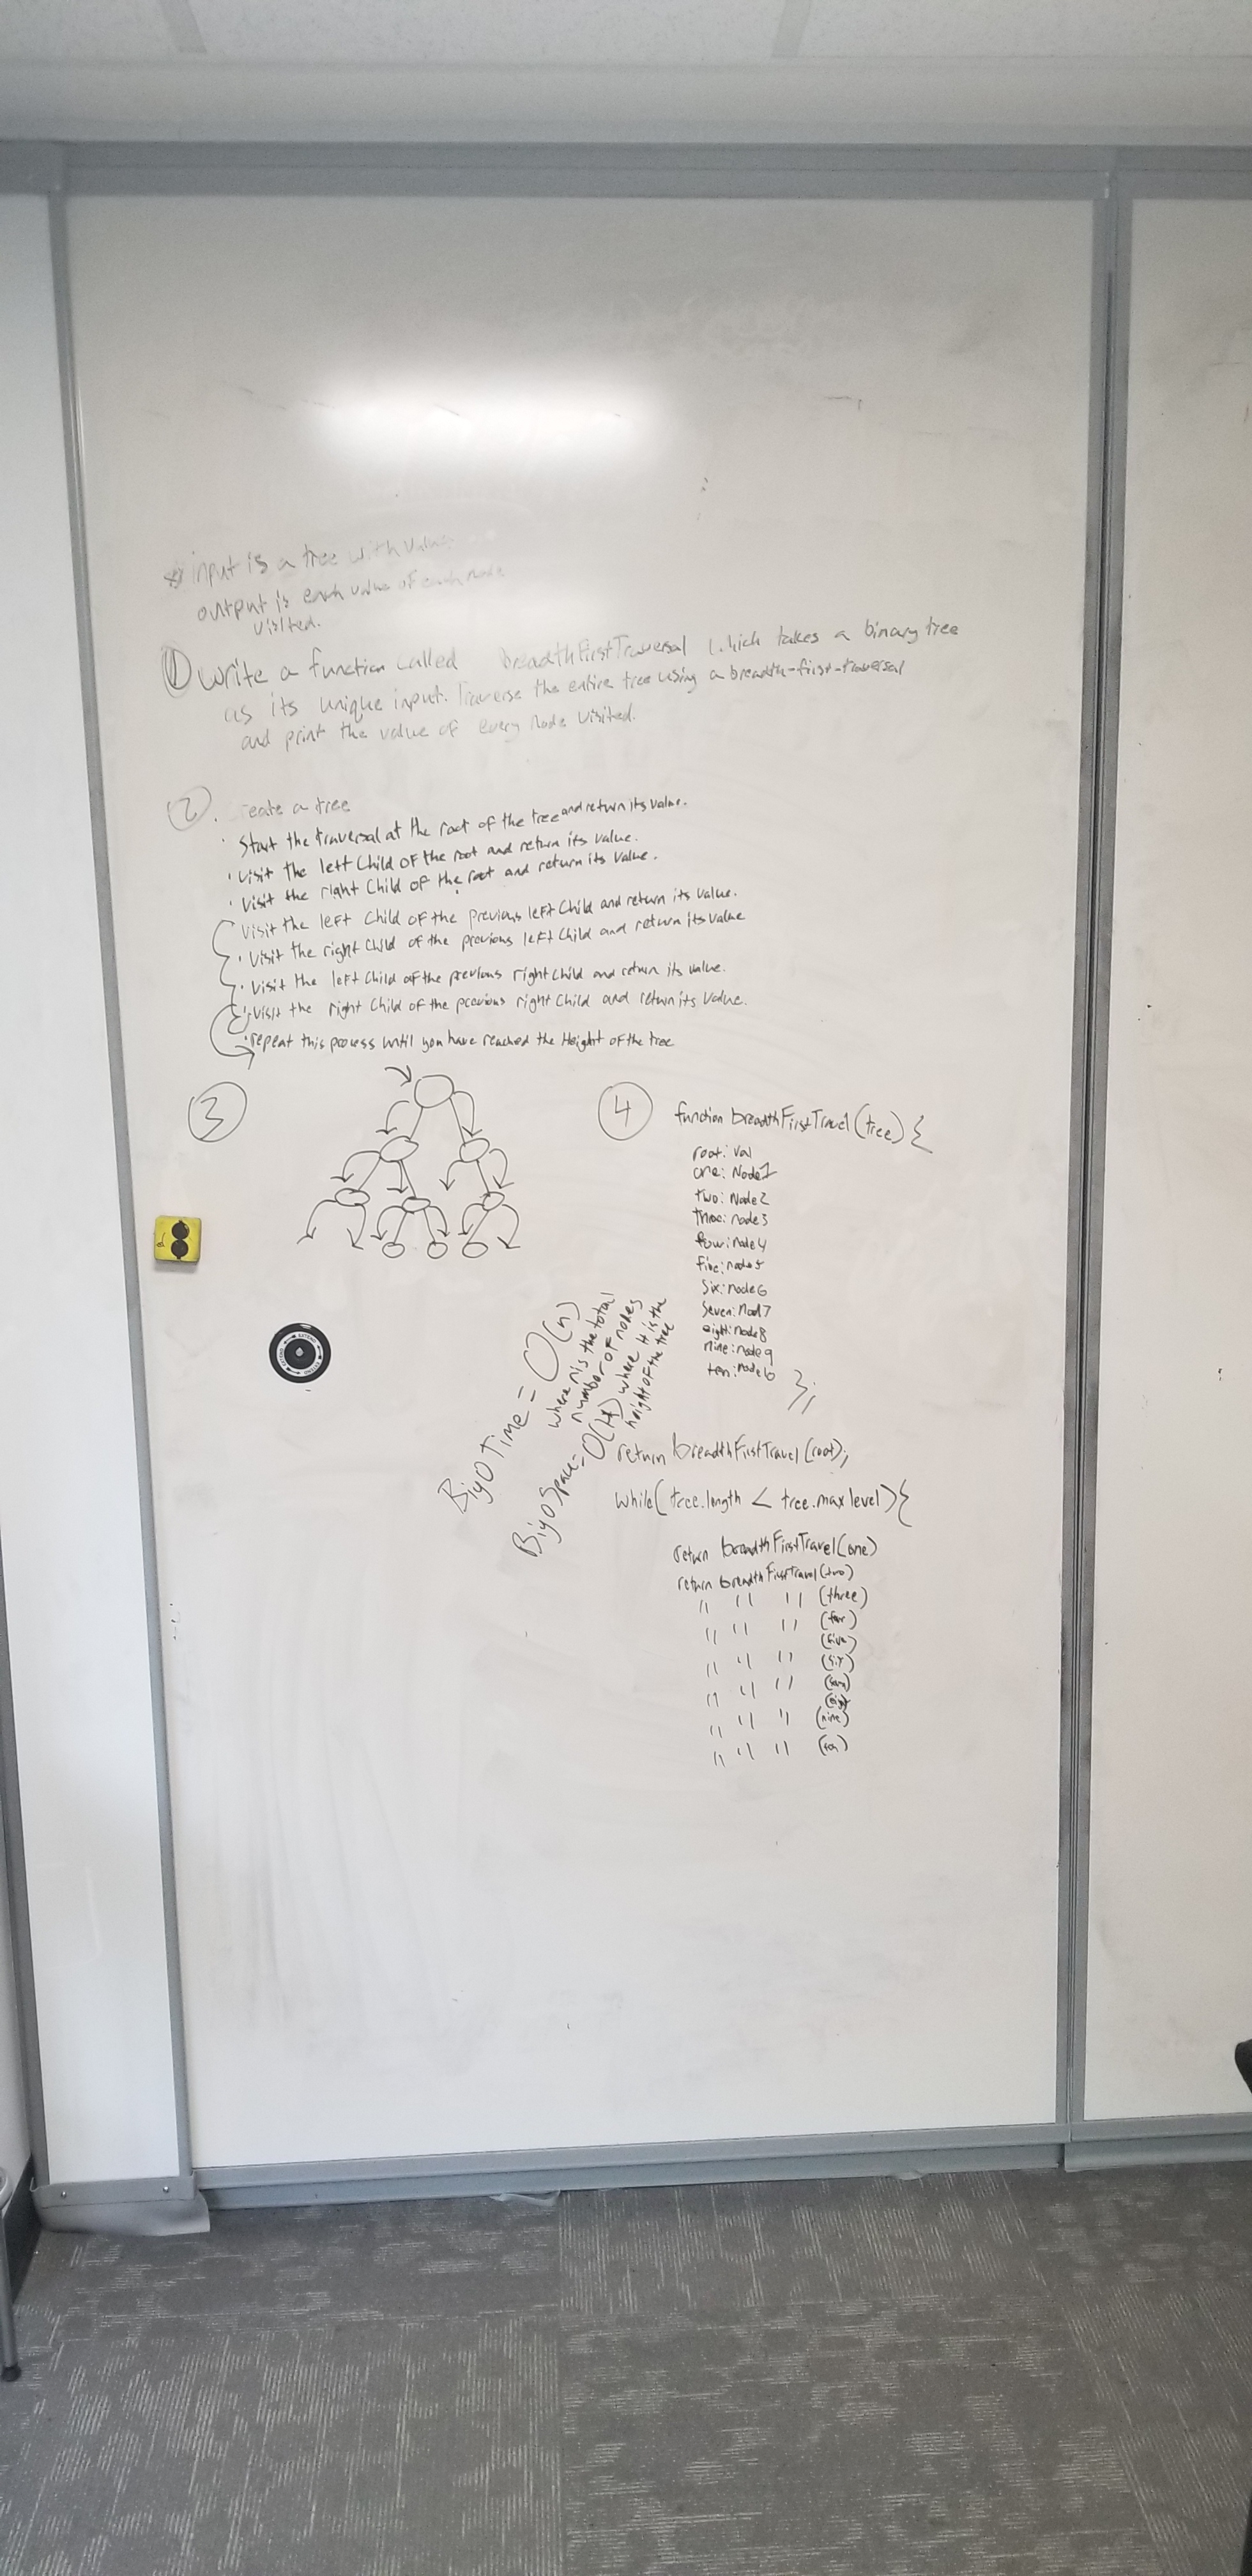 input is a tree with value
output is each value of each node
visited.
① write a function called breadthFirstTraversal which takes a binary tree
as its unique input. Traverse the entire tree using a breadth-first-traversal
and print the value of every node visited.
②. reate a tree
· Start the traversal at the root of the tree and return its value.
· visit the left Child of the root and return its value.
· visit the right Child of the root and return its value.
· visit the left Child of the previous left Child and return its value.
· visit the right Child of the previous left Child and return its value
· visit the left Child of the previous right Child and return its value.
· visit the right Child of the previous right Child and return its value.
· repeat this process until you have reached the Height of the tree
③
④ function breadthFirstTravel(tree) {
root: val
one: Node1
two: Node2
three: node3
four: node4
five: node5
six: node6
seven: nod7
eight: node8
nine: node9
ten: node10
};
Big O Time = O(n)
where n is the total
number of nodes
Big O Space = O(H) where H is the
height of the tree
return breadthFirstTravel(root);
while(tree.length < tree.maxlevel){
return breadthFirstTravel(one)
return breadthFirstTravel(two)
" " " (three)
" " " (four)
(five)
" " " (six)
" " " (seven)
(eight)
" " " (nine)
" " " (ten)
EXTEND